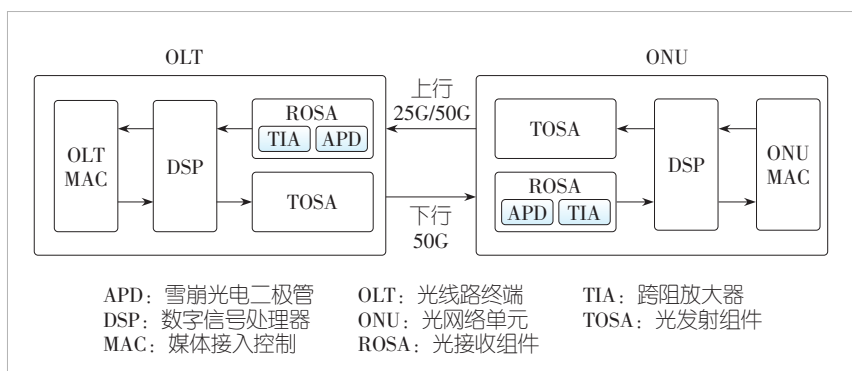 OLT
ONU
OLT
MAC
DSP
ROSA
TIA APD
TOSA
上行
25G/50G
下行
50G
TOSA
ROSA
APD TIA
DSP
ONU
MAC
APD：雪崩光电二极管 OLT：光线路终端 TIA：跨阻放大器
DSP：数字信号处理器 ONU：光网络单元 TOSA：光发射组件
MAC：媒体接入控制 ROSA：光接收组件